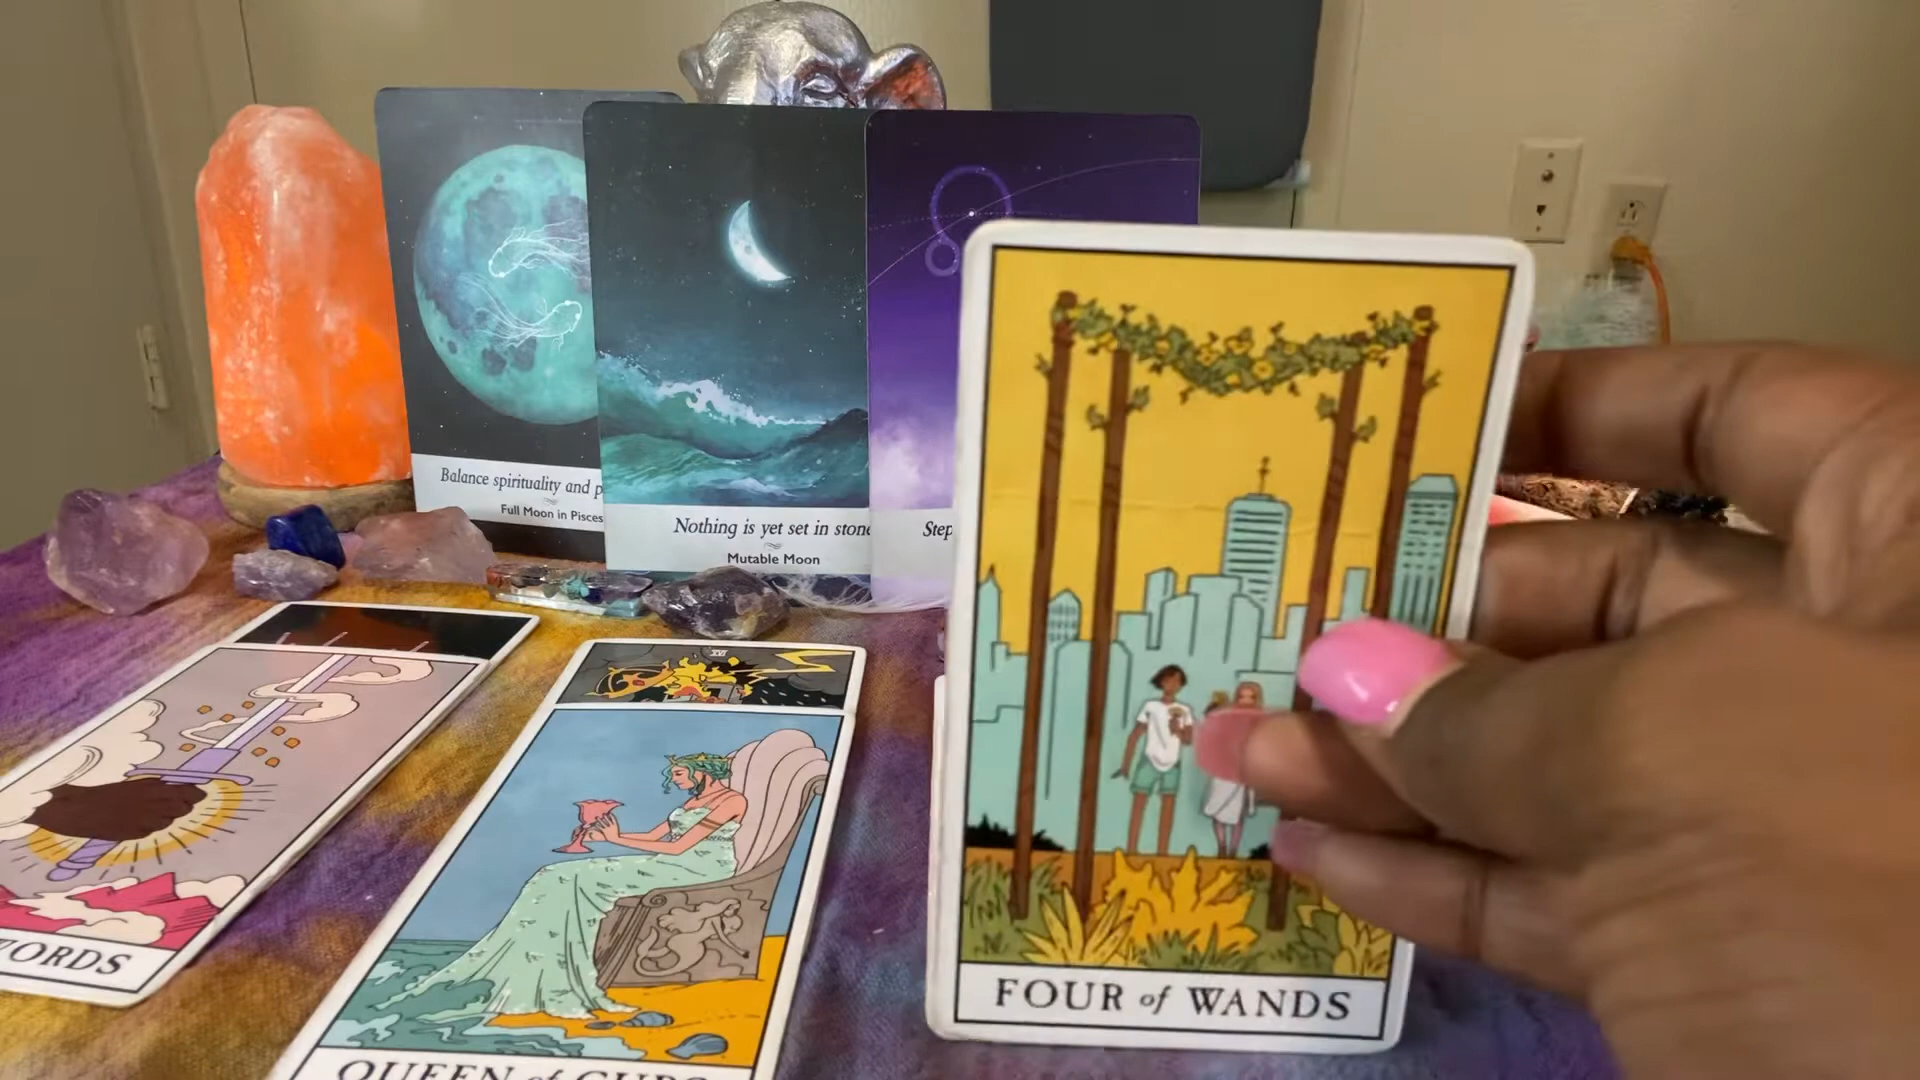 Balance spirituality and
Full Moon in Pisces
Nothing is yet set in stone
Mutable Moon
Step
XVI
FOUR of WANDS
QUEEN of CUPS